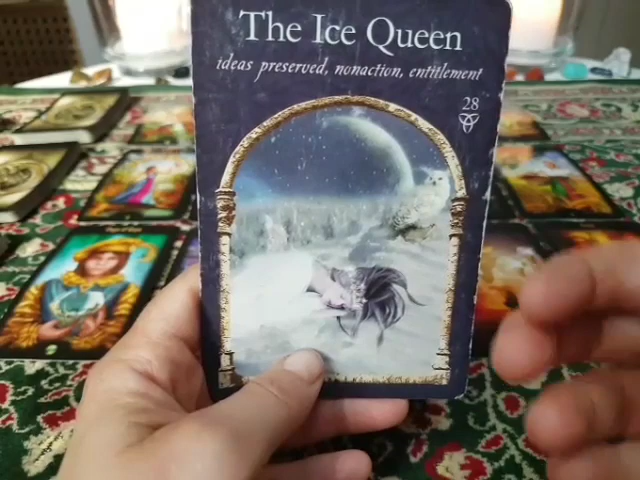 The Ice Queen
ideas preserved, nonaction, entitlement
28